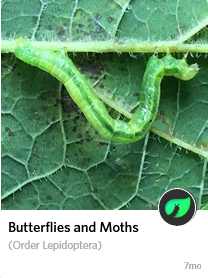 Butterflies and Moths
(Order Lepidoptera)
7mo